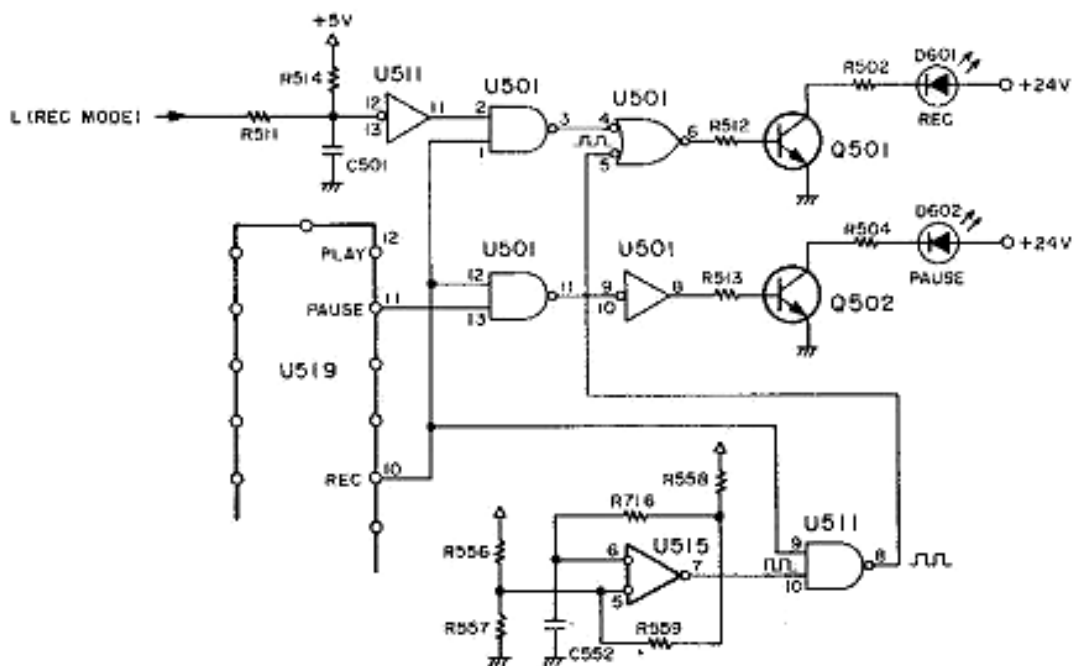 +5V
R514
U511
12
13
11
L (REC MODE)
R511
C501
U501
2
1
3
U501
4
5
6
R512
Q501
R502
D601
REC
+24V
U519
PLAY
12
PAUSE
11
REC
10
U501
12
13
11
U501
9
10
8
R513
Q502
R504
D602
PAUSE
+24V
R556
R557
R716
R558
U515
6
5
7
R559
C552
U511
9
10
8